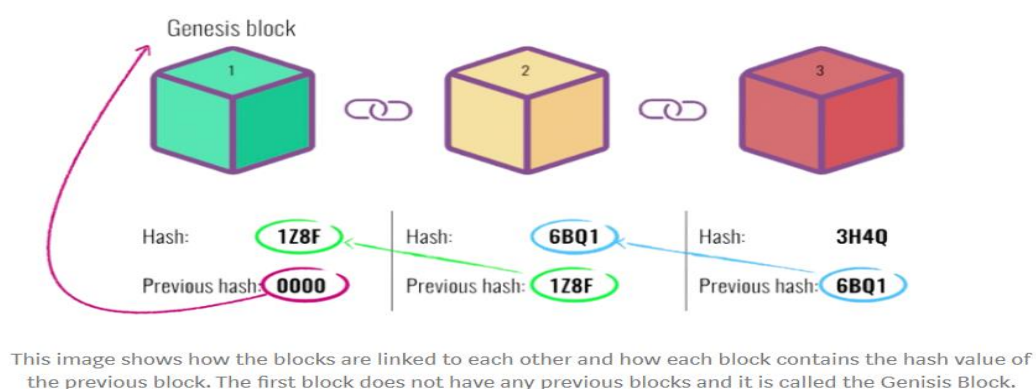 Genesis block
1
2
3
Hash: 1Z8F
Hash: 6BQ1
Hash: 3H4Q
Previous hash: 0000
Previous hash: 1Z8F
Previous hash: 6BQ1
This image shows how the blocks are linked to each other and how each block contains the hash value of
the previous block. The first block does not have any previous blocks and it is called the Genisis Block.